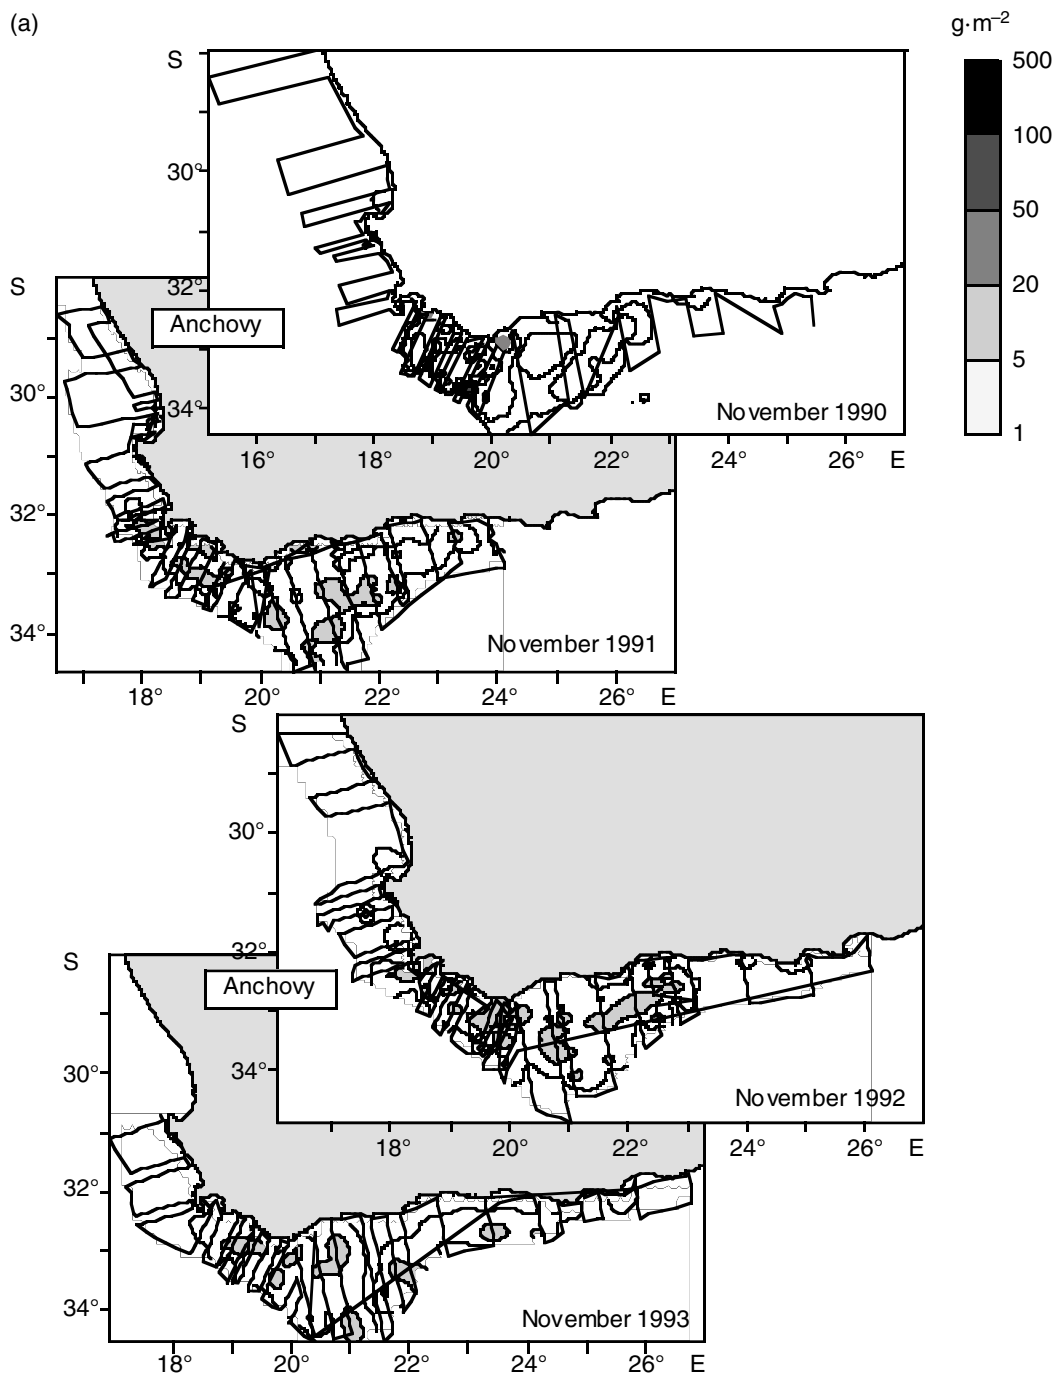 (a)
g·m⁻²
S
500
100
30°
50
S
32°
20
Anchovy
5
30°
34°
November 1990
1
16° 18° 20° 22° 24° 26° E
32°
34°
November 1991
18° 20° 22° 24° 26° E
S
30°
32°
S
Anchovy
30°
34°
November 1992
18° 20° 22° 24° 26° E
32°
34°
November 1993
18° 20° 22° 24° 26° E